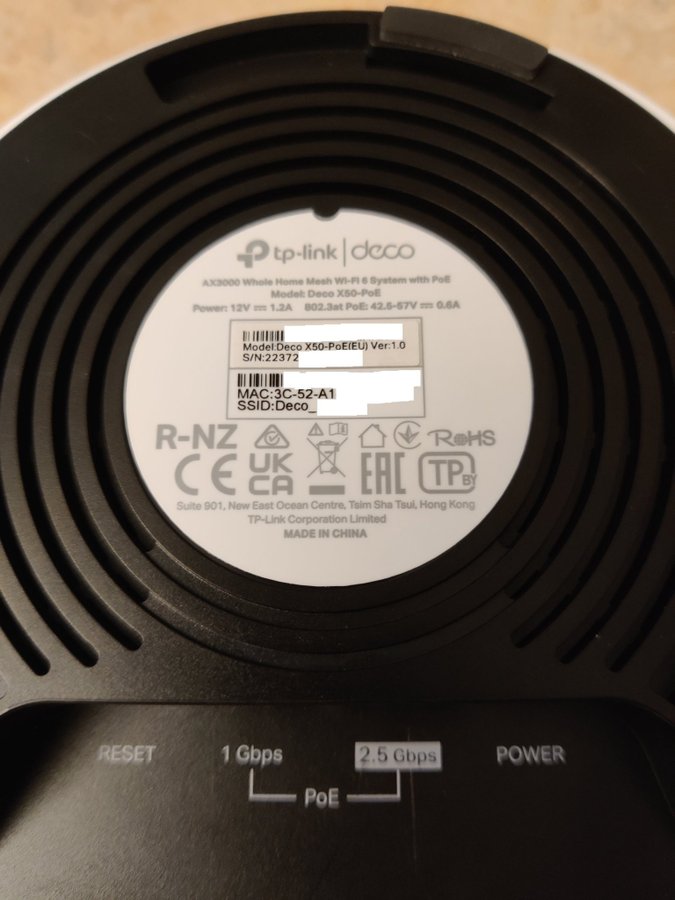 tp-link | deco
AX3000 Whole Home Mesh Wi-Fi 6 System with PoE
Model: Deco X50-PoE
Power: 12V ⎓ 1.2A 802.3at PoE: 42.5-57V ⎓ 0.6A
Model:Deco X50-PoE(EU) Ver:1.0
S/N:22372
MAC:3C-52-A1
SSID:Deco_
R-NZ RoHS
CE UK CA EAC TP BY
Suite 901, New East Ocean Centre, Tsim Sha Tsui, Hong Kong
TP-Link Corporation Limited
MADE IN CHINA
RESET 1 Gbps 2.5 Gbps POWER
PoE